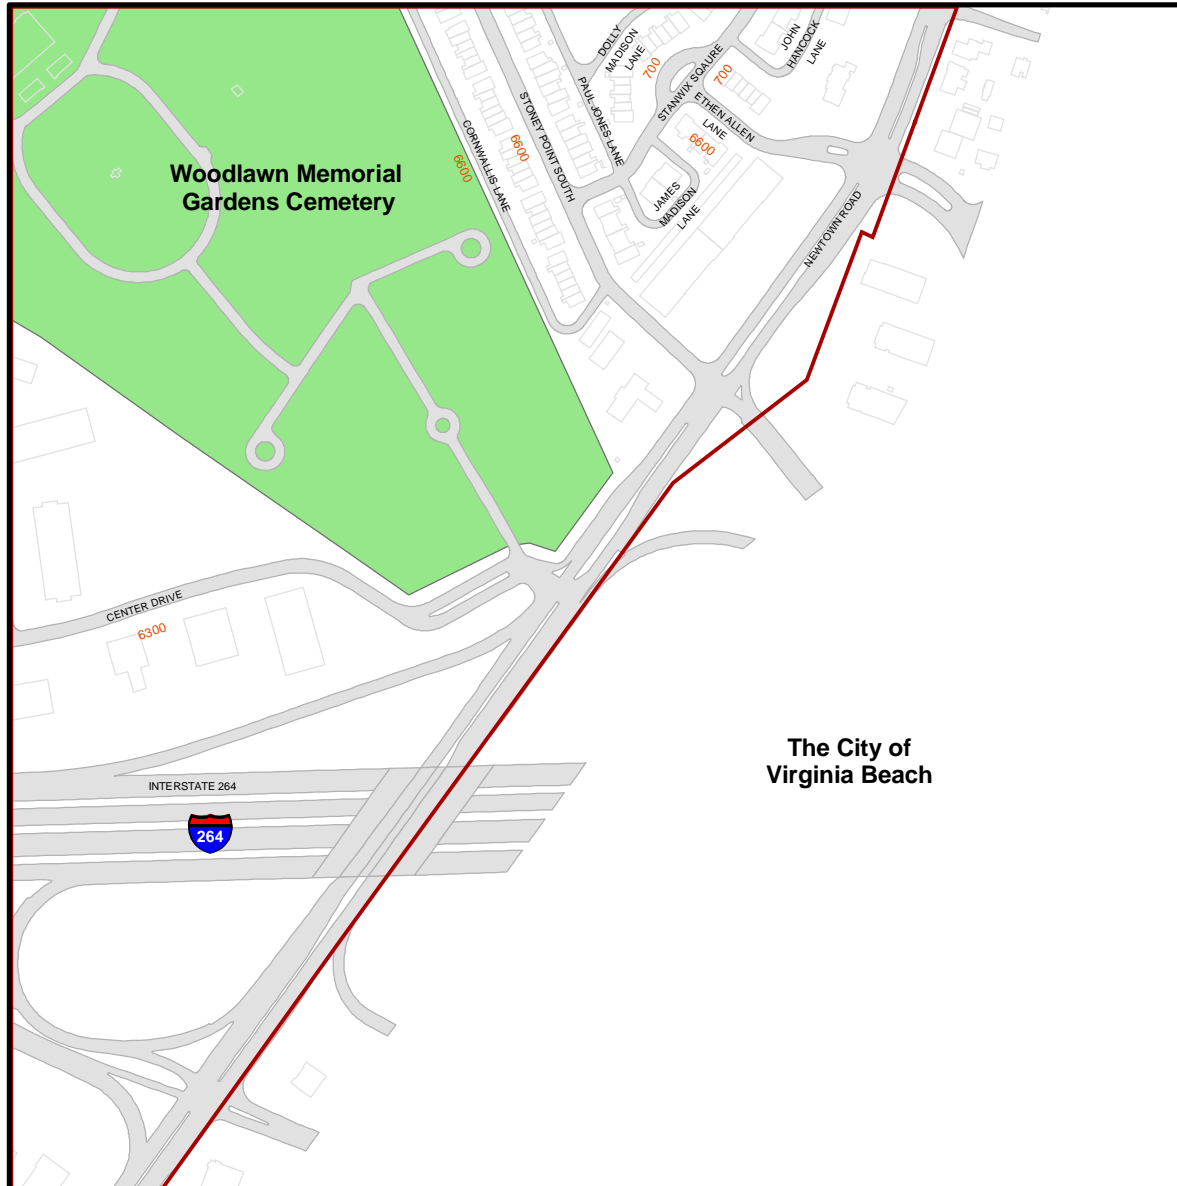 DOLLY
MADISON
LANE
JOHN
HANCOCK
LANE
700
STANWIX SQAURE
700
PAUL JONES LANE
STONEY POINT SOUTH
ETHEN ALLEN
LANE
CORNWALLIS LANE
6600
6600
6600
Woodlawn Memorial
Gardens Cemetery
JAMES
MADISON
LANE
NEWTOWN ROAD
CENTER DRIVE
6300
The City of
Virginia Beach
INTERSTATE 264
264